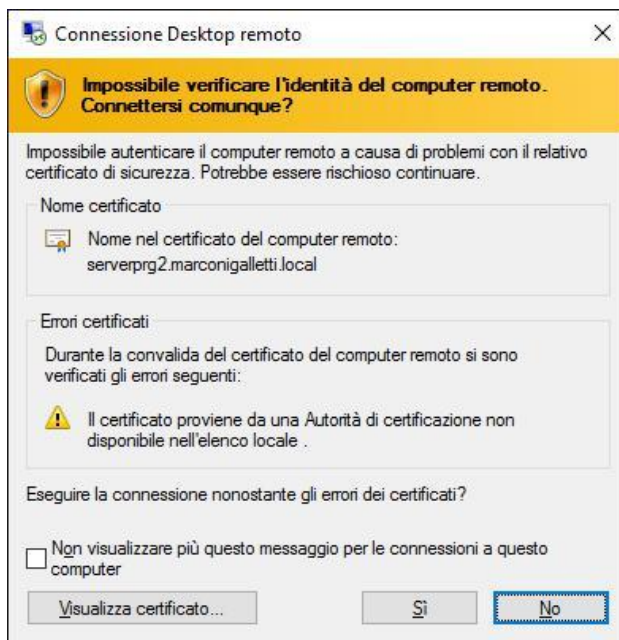 Connessione Desktop remoto
Impossibile verificare l'identità del computer remoto.
Connettersi comunque?
Impossibile autenticare il computer remoto a causa di problemi con il relativo
certificato di sicurezza. Potrebbe essere rischioso continuare.
Nome certificato
Nome nel certificato del computer remoto:
serverprg2.marconigalletti.local
Errori certificati
Durante la convalida del certificato del computer remoto si sono
verificati gli errori seguenti:
Il certificato proviene da una Autorità di certificazione non
disponibile nell'elenco locale .
Eseguire la connessione nonostante gli errori dei certificati?
Non visualizzare più questo messaggio per le connessioni a questo
computer
Visualizza certificato... Sì No